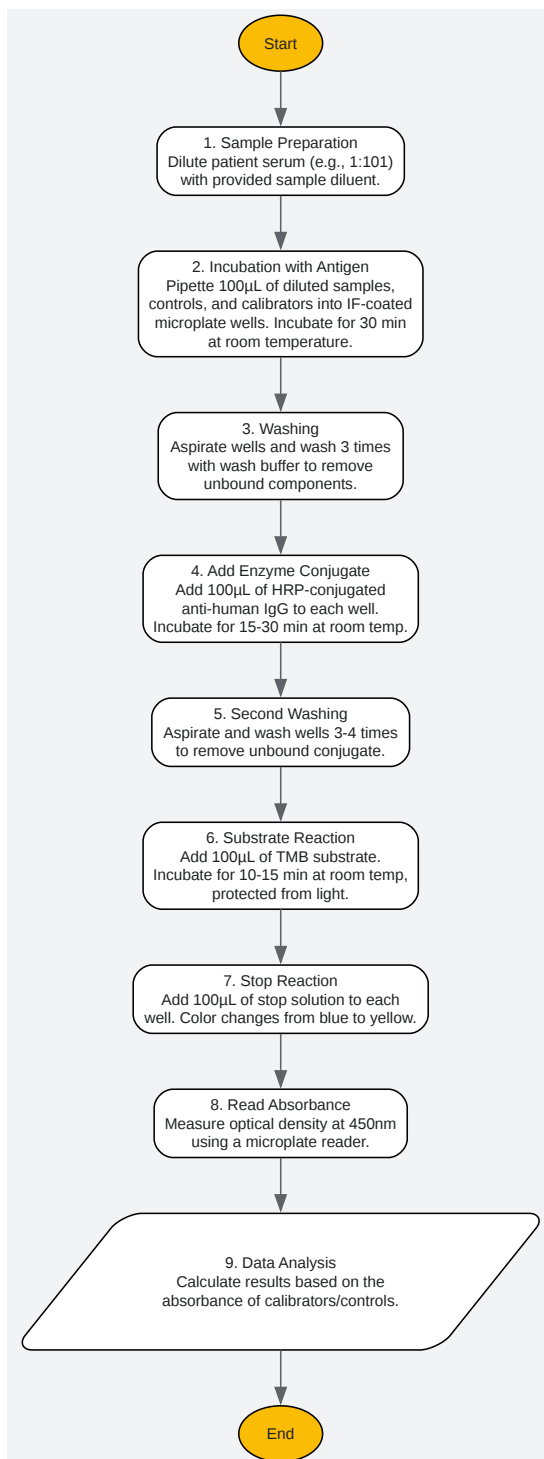 Start
1. Sample Preparation
Dilute patient serum (e.g., 1:101)
with provided sample diluent.
2. Incubation with Antigen
Pipette 100µL of diluted samples,
controls, and calibrators into IF-coated
microplate wells. Incubate for 30 min
at room temperature.
3. Washing
Aspirate wells and wash 3 times
with wash buffer to remove
unbound components.
4. Add Enzyme Conjugate
Add 100µL of HRP-conjugated
anti-human IgG to each well.
Incubate for 15-30 min at room temp.
5. Second Washing
Aspirate and wash wells 3-4 times
to remove unbound conjugate.
6. Substrate Reaction
Add 100µL of TMB substrate.
Incubate for 10-15 min at room temp,
protected from light.
7. Stop Reaction
Add 100µL of stop solution to each
well. Color changes from blue to yellow.
8. Read Absorbance
Measure optical density at 450nm
using a microplate reader.
9. Data Analysis
Calculate results based on the
absorbance of calibrators/controls.
End